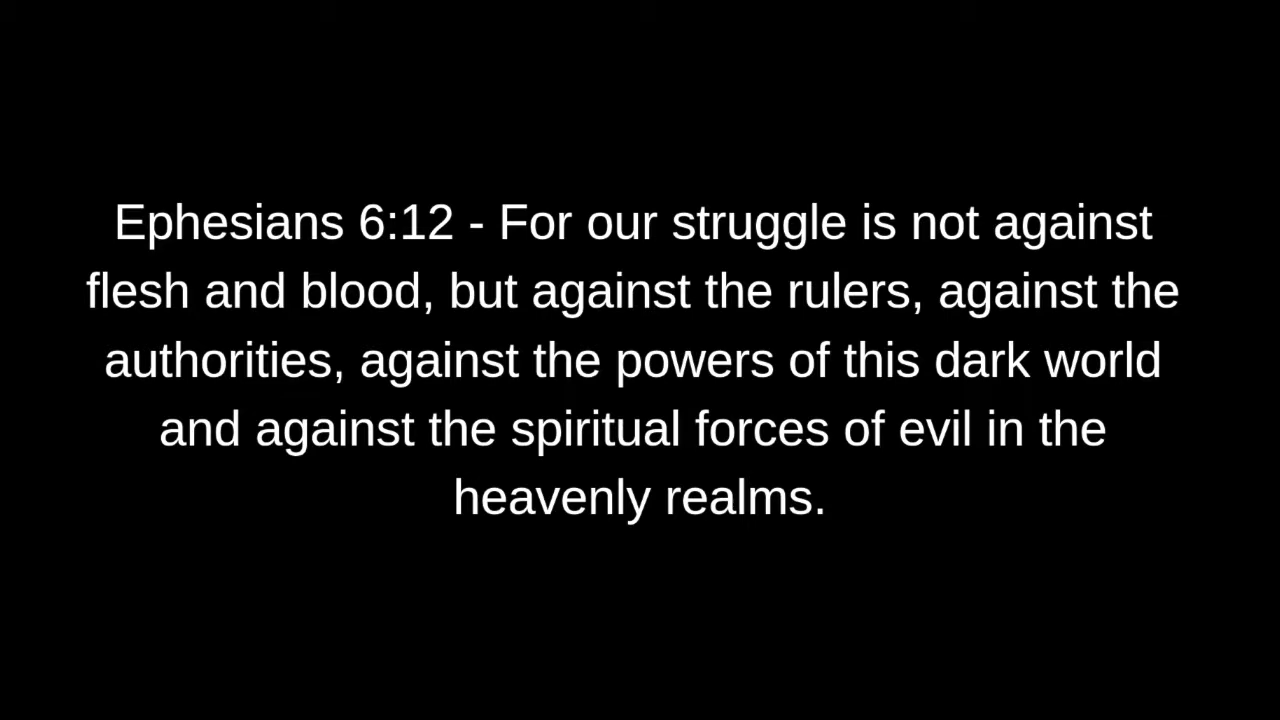 Ephesians 6:12 - For our struggle is not against
flesh and blood, but against the rulers, against the
authorities, against the powers of this dark world
and against the spiritual forces of evil in the
heavenly realms.